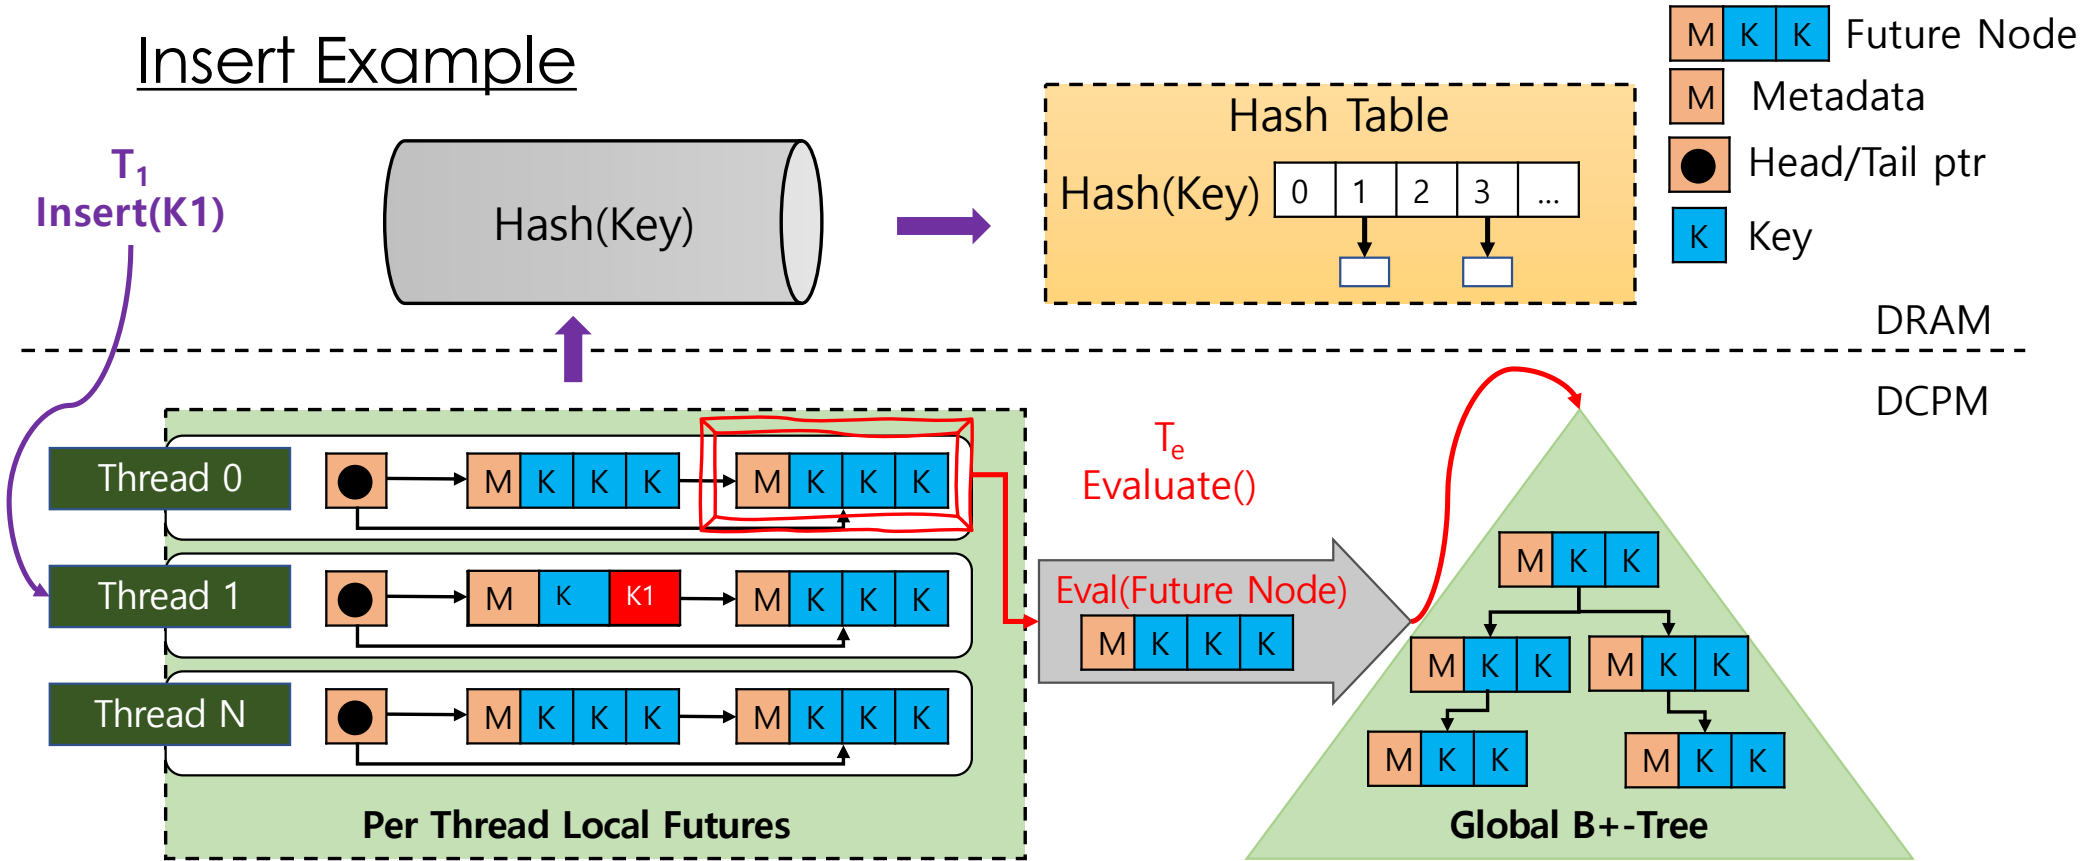 Insert Example
M K K Future Node
M Metadata
Head/Tail ptr
K Key
T1
Insert(K1)
Hash(Key)
Hash Table
Hash(Key) 0 1 2 3 ...
DRAM
DCPM
Thread 0 M K K K M K K K
Thread 1 M K K1 M K K K
Thread N M K K K M K K K
Per Thread Local Futures
Te
Evaluate()
Eval(Future Node)
M K K K
M K K
M K K M K K
M K K M K K
Global B+-Tree